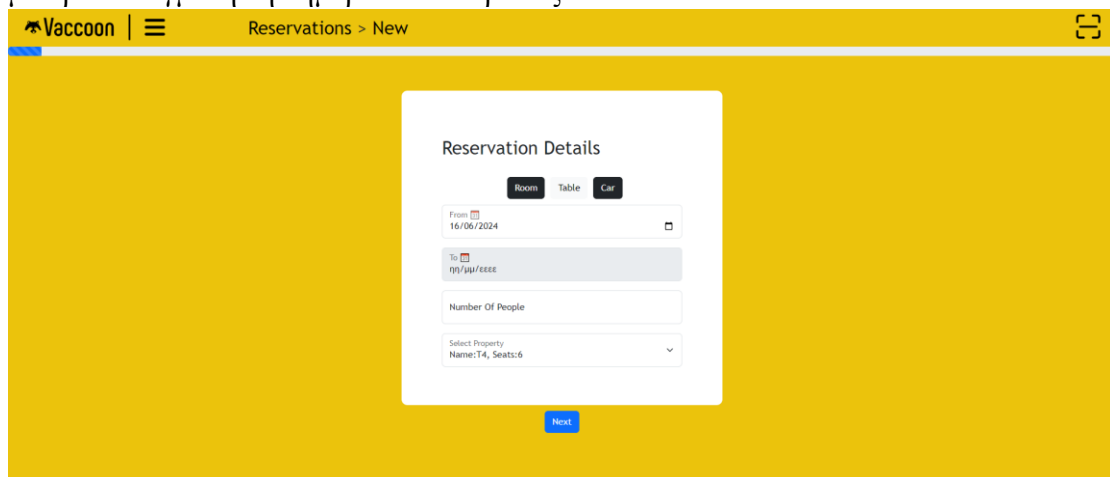 Vaccoon
Reservations > New
Reservation Details
Room Table Car
From
16/06/2024
To
ηη/μμ/εεεε
Number Of People
Select Property
Name:T4, Seats:6
Next